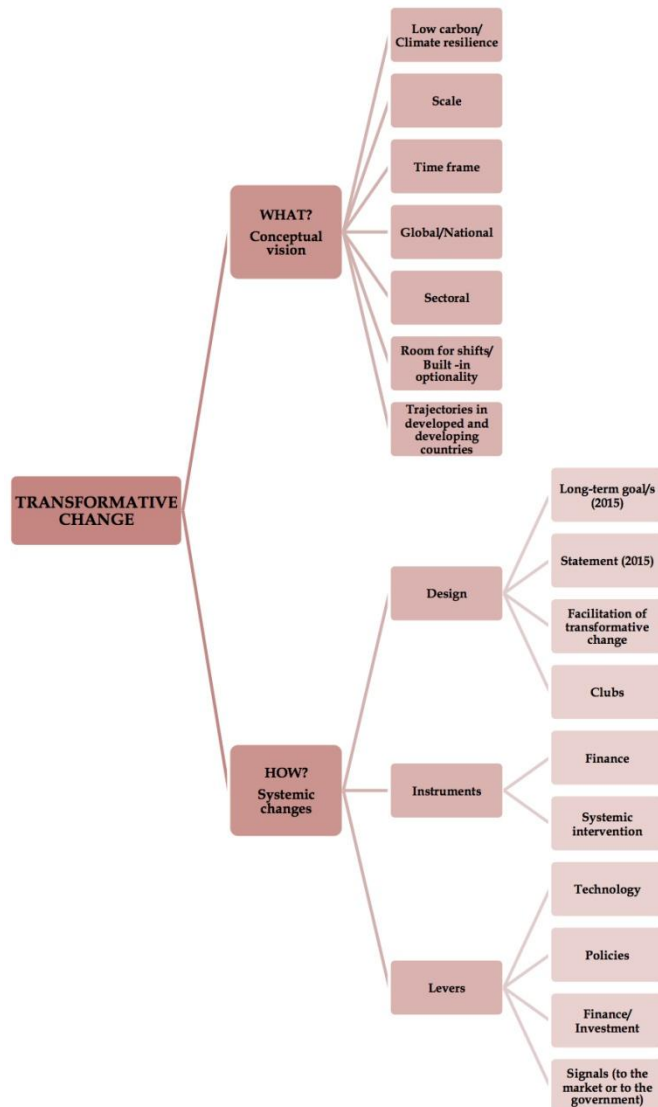 Low carbon/
Climate resilience
Scale
Time frame
WHAT?
Conceptual
vision
Global/National
Sectoral
Room for shifts/
Built -in
optionality
Trajectories in
developed and
developing
countries
TRANSFORMATIVE
CHANGE
Long-term goal/s
(2015)
Statement (2015)
Design
Facilitation of
transformative
change
Clubs
HOW?
Systemic
changes
Instruments
Finance
Systemic
intervention
Technology
Policies
Levers
Finance/
Investment
Signals (to the
market or to the
government)